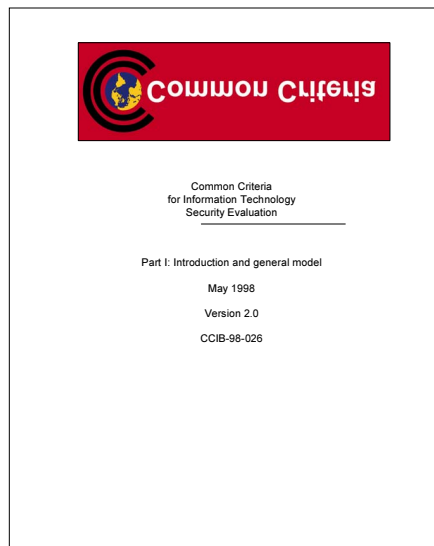 Common Criteria
Common Criteria
for Information Technology
Security Evaluation
Part I: Introduction and general model
May 1998
Version 2.0
CCIB-98-026